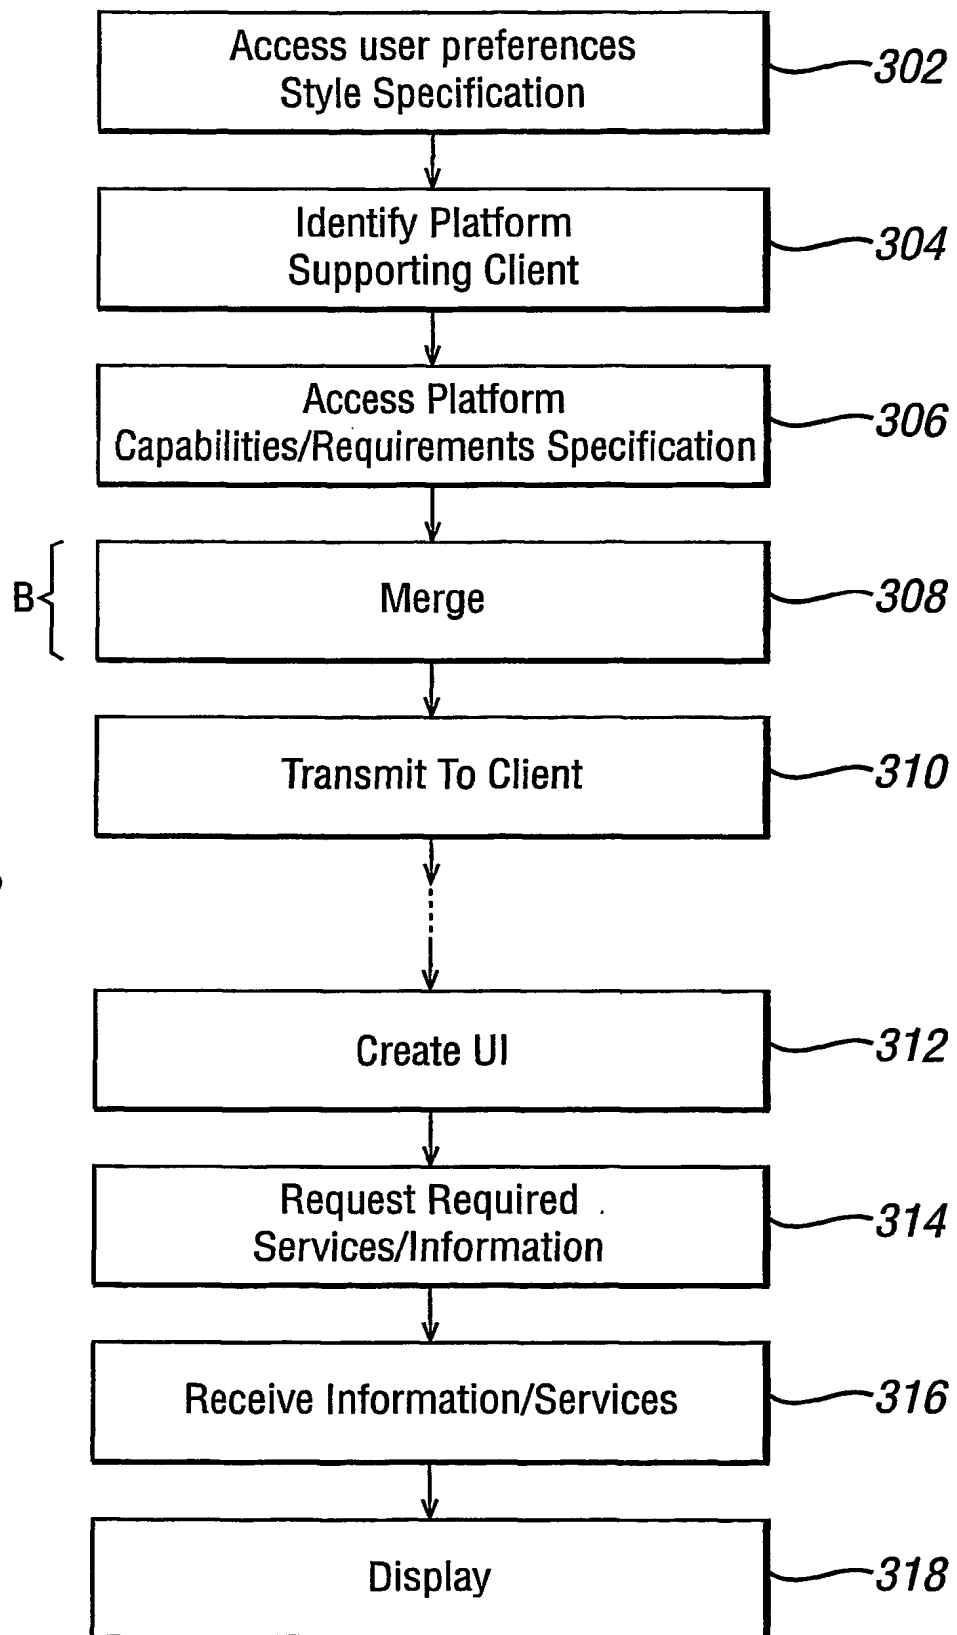 Access user preferences
Style Specification
302
Identify Platform
Supporting Client
304
Access Platform
Capabilities/Requirements Specification
306
B
Merge
308
Transmit To Client
310
Create UI
312
Request Required
Services/Information
314
Receive Information/Services
316
Display
318